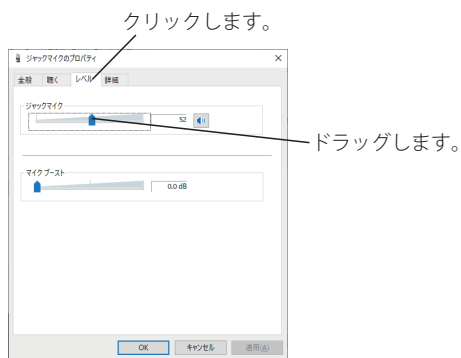 クリックします。
ジャックマイクのプロパティ
全般 聴く レベル 詳細
ジャックマイク
52
ドラッグします。
マイク ブースト
0.0 dB
OK キャンセル 適用(A)